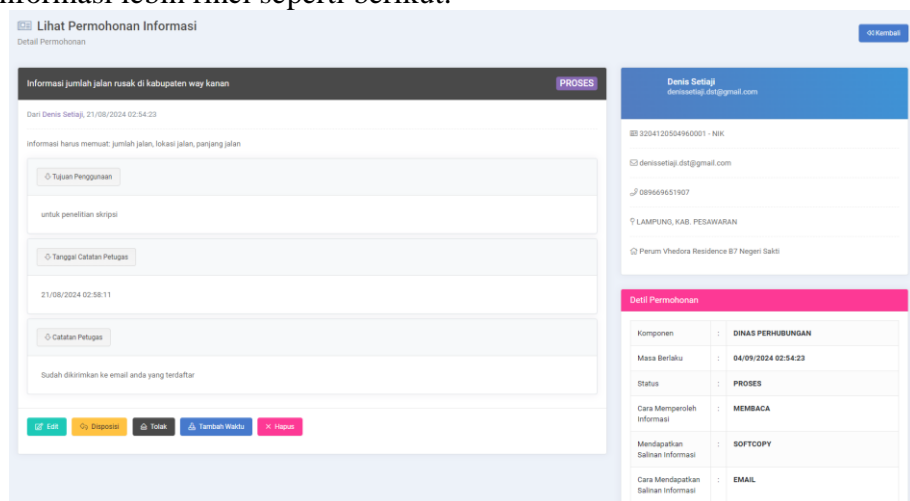 nformasi lebih rinci seperti berikut.
Lihat Permohonan Informasi
Detail Permohonan
Kembali
Informasi jumlah jalan rusak di kabupaten way kanan
PROSES
Dari Denis Setiaji, 21/08/2024 02:54:23
informasi harus memuat: jumlah jalan, lokasi jalan, panjang jalan
Tujuan Penggunaan
untuk penelitian skripsi
Tanggal Catatan Petugas
21/08/2024 02:58:11
Catatan Petugas
Sudah dikirimkan ke email anda yang terdaftar
Edit Disposisi Tolak Tambah Waktu Hapus
Denis Setiaji
denissetiaji.dst@gmail.com
3204120504960001 - NIK
denissetiaji.dst@gmail.com
089669651907
LAMPUNG, KAB. PESAWARAN
Perum Vhedora Residence B7 Negeri Sakti
Detil Permohonan
Komponen : DINAS PERHUBUNGAN
Masa Berlaku : 04/09/2024 02:54:23
Status : PROSES
Cara Memperoleh : MEMBACA
Informasi
Mendapatkan : SOFTCOPY
Salinan Informasi
Cara Mendapatkan : EMAIL
Salinan Informasi